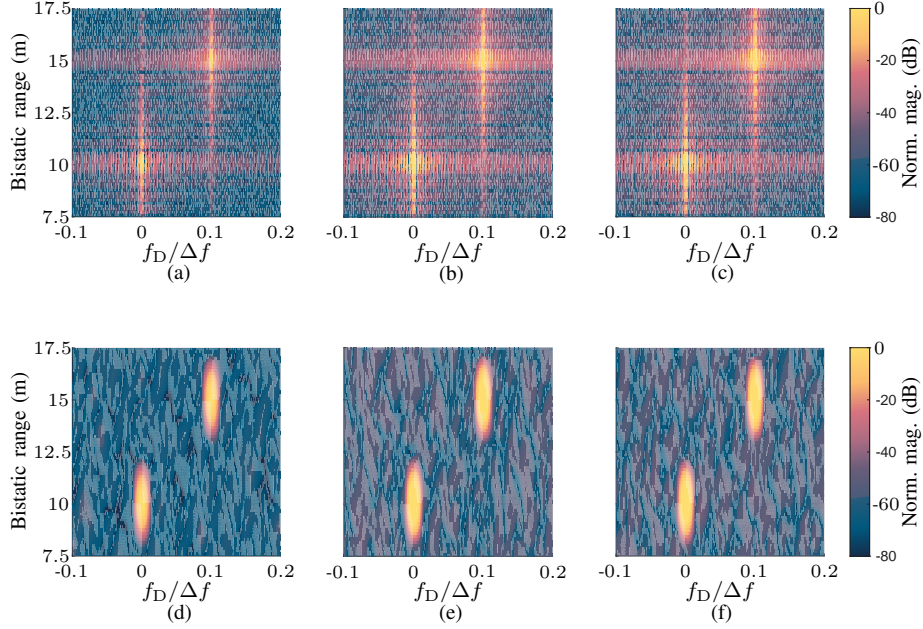 17.5
15
12.5
10
7.5
Bistatic range (m)
-0.1 0 0.1 0.2
f_D/Δf
(a)
-0.1 0 0.1 0.2
f_D/Δf
(b)
-0.1 0 0.1 0.2
f_D/Δf
(c)
0
-20
-40
-60
-80
Norm. mag. (dB)
17.5
15
12.5
10
7.5
Bistatic range (m)
-0.1 0 0.1 0.2
f_D/Δf
(d)
-0.1 0 0.1 0.2
f_D/Δf
(e)
-0.1 0 0.1 0.2
f_D/Δf
(f)
0
-20
-40
-60
-80
Norm. mag. (dB)